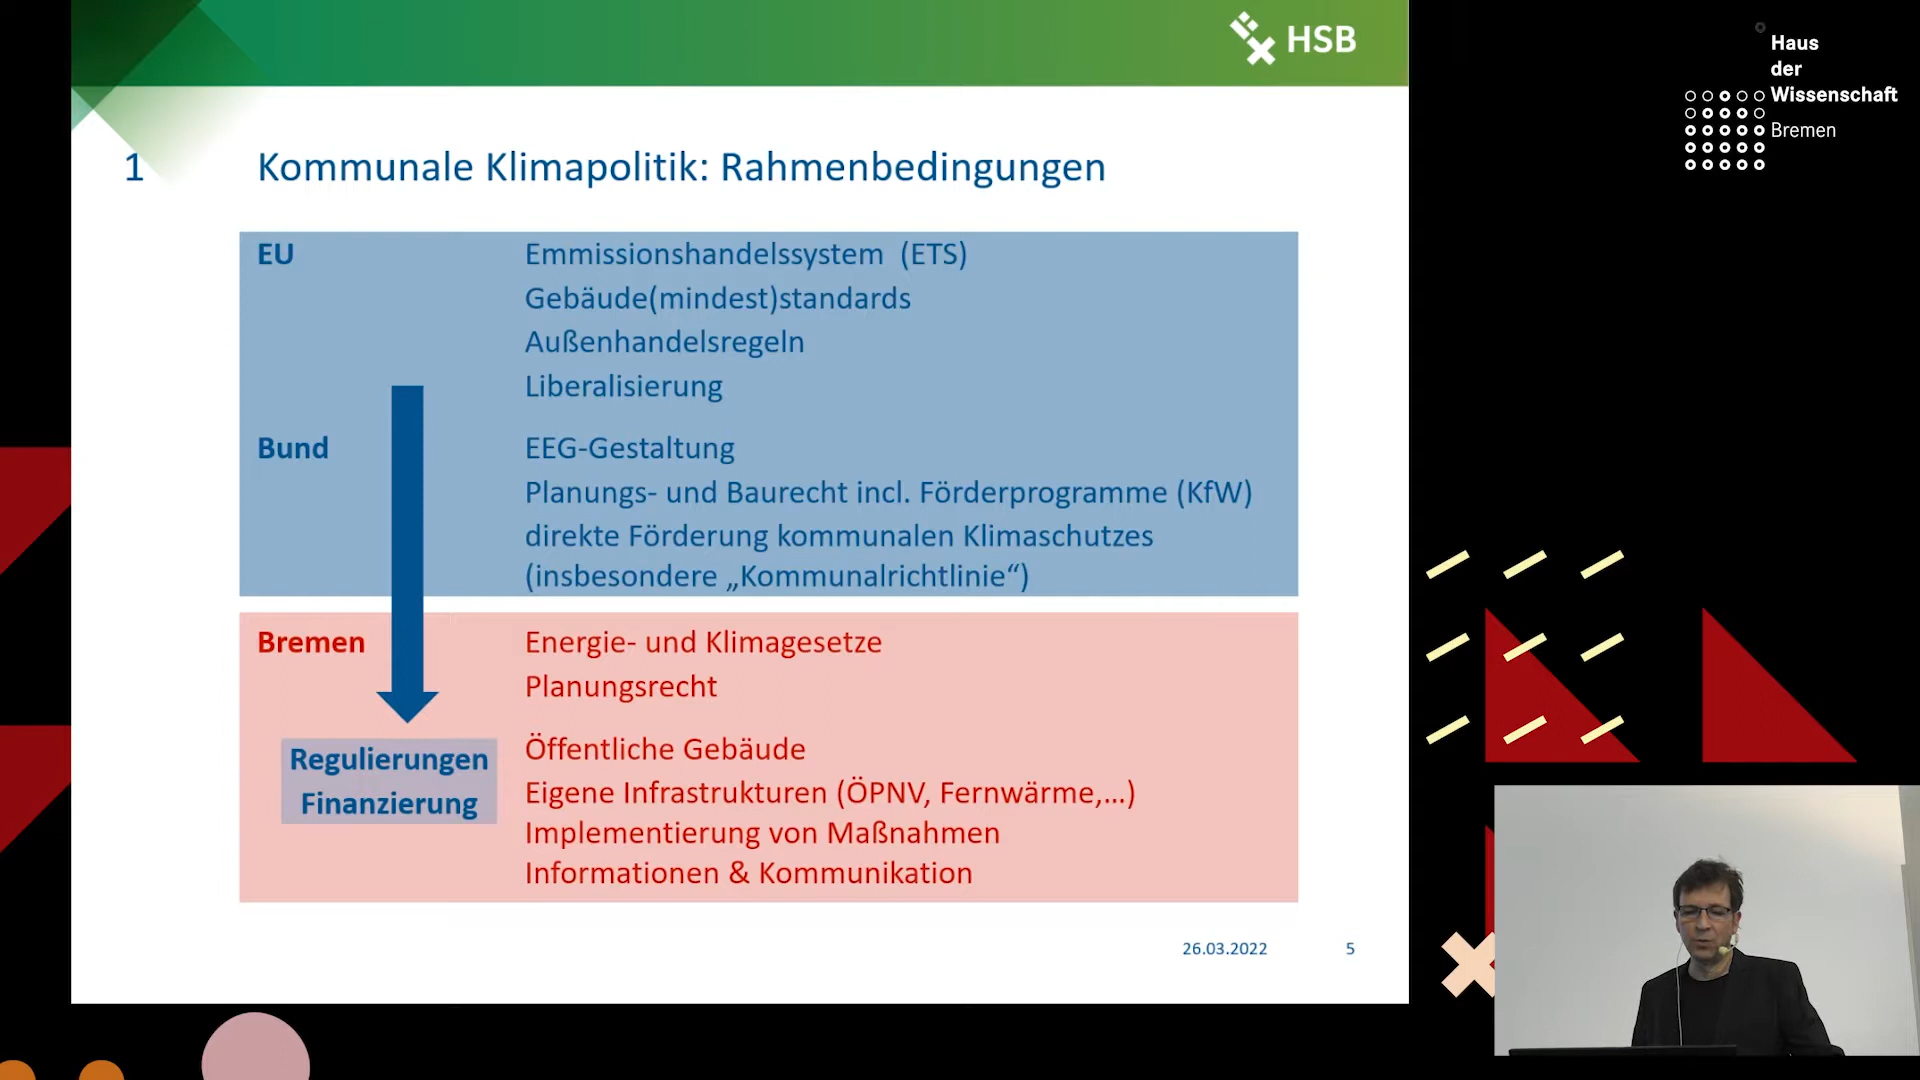 HSB
Haus
der
Wissenschaft
Bremen
1 Kommunale Klimapolitik: Rahmenbedingungen
EU Emmissionshandelssystem (ETS)
Gebäude(mindest)standards
Außenhandelsregeln
Liberalisierung
Bund EEG-Gestaltung
Planungs- und Baurecht incl. Förderprogramme (KfW)
direkte Förderung kommunalen Klimaschutzes
(insbesondere „Kommunalrichtlinie“)
Bremen Energie- und Klimagesetze
Planungsrecht
Regulierungen
Finanzierung
Öffentliche Gebäude
Eigene Infrastrukturen (ÖPNV, Fernwärme,...)
Implementierung von Maßnahmen
Informationen & Kommunikation
26.03.2022 5